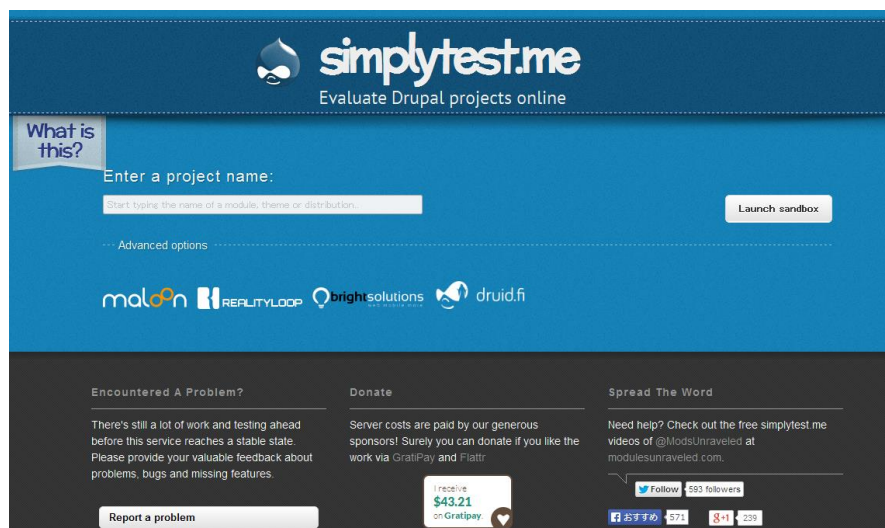 simplytest.me
Evaluate Drupal projects online
What is
this?
Enter a project name:
Start typing the name of a module, theme or distribution..
Launch sandbox
Advanced options
maloon
REALITYLOOP
brightsolutions
druid.fi
Encountered A Problem?
There's still a lot of work and testing ahead
before this service reaches a stable state.
Please provide your valuable feedback about
problems, bugs and missing features.
Report a problem
Donate
Server costs are paid by our generous
sponsors! Surely you can donate if you like the
work via GratiPay and Flattr
I receive
$43.21
on Gratipay.
Spread The Word
Need help? Check out the free simplytest.me
videos of @ModsUnraveled at
modulesunraveled.com.
Follow 593 followers
おすすめ 571
g+1 239